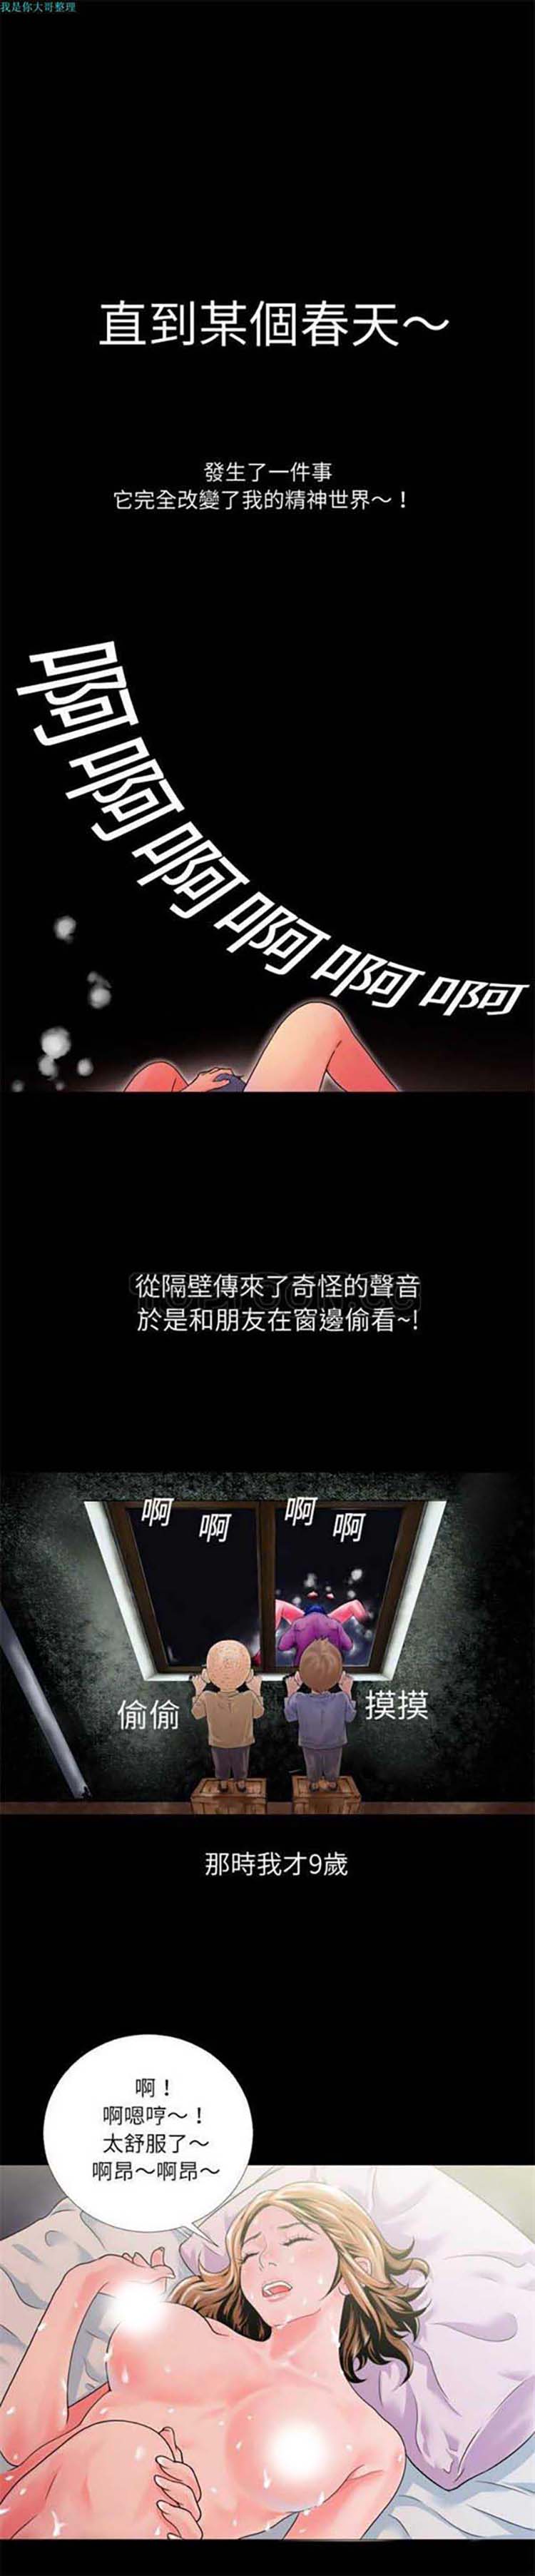 我是你大哥整理
直到某個春天～
發生了一件事
它完全改變了我的精神世界～！
啊啊啊啊啊啊
從隔壁傳來了奇怪的聲音
TOPTOON.CC
於是和朋友在窗邊偷看~!
啊 啊 啊 啊
偷偷 摸摸
那時我才9歲
啊！
啊嗯哼～！
太舒服了～
啊昂～啊昂～